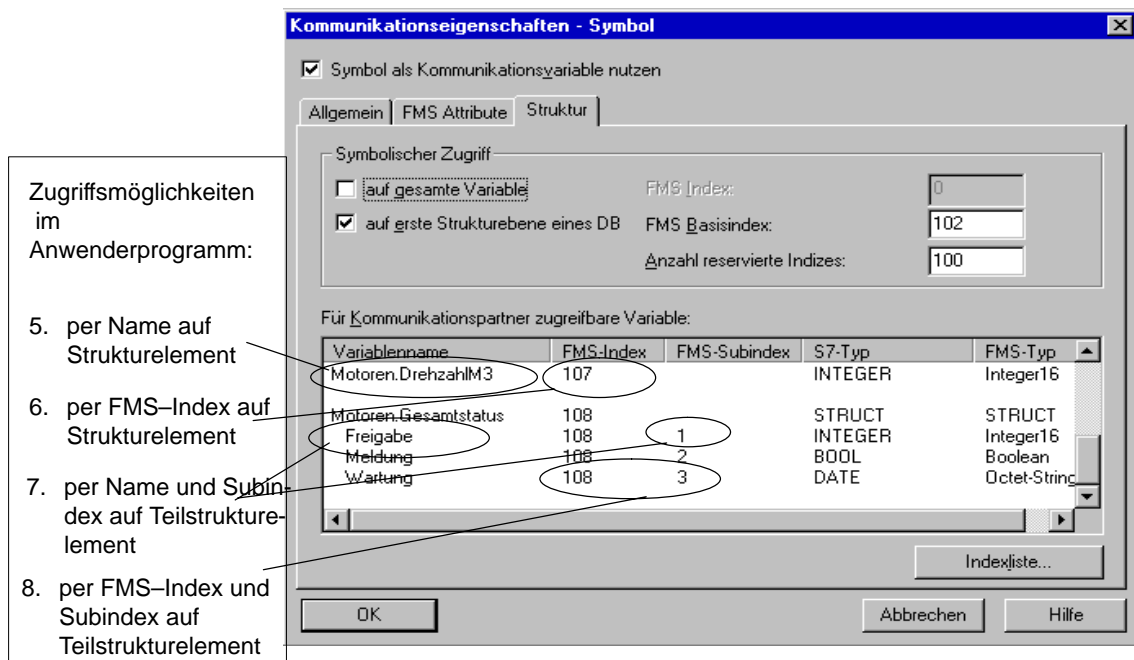 Kommunikationseigenschaften - Symbol
Symbol als Kommunikationsvariable nutzen
Allgemein
FMS Attribute
Struktur
Symbolischer Zugriff
auf gesamte Variable
FMS Index:
0
auf erste Strukturebene eines DB
FMS Basisindex:
102
Anzahl reservierte Indizes:
100
Für Kommunikationspartner zugreifbare Variable:
Variablenname FMS-Index FMS-Subindex S7-Typ FMS-Typ
Motoren.DrehzahlM3 107 INTEGER Integer16
Motoren.Gesamtstatus 108 STRUCT STRUCT
Freigabe 108 1 INTEGER Integer16
Meldung 108 2 BOOL Boolean
Wartung 108 3 DATE Octet-String
Indexliste...
OK
Abbrechen
Hilfe
Zugriffsmöglichkeiten
im
Anwenderprogramm:
5. per Name auf
Strukturelement
6. per FMS–Index auf
Strukturelement
7. per Name und Subin-
dex auf Teilstrukture-
lement
8. per FMS–Index und
Subindex auf
Teilstrukturelement